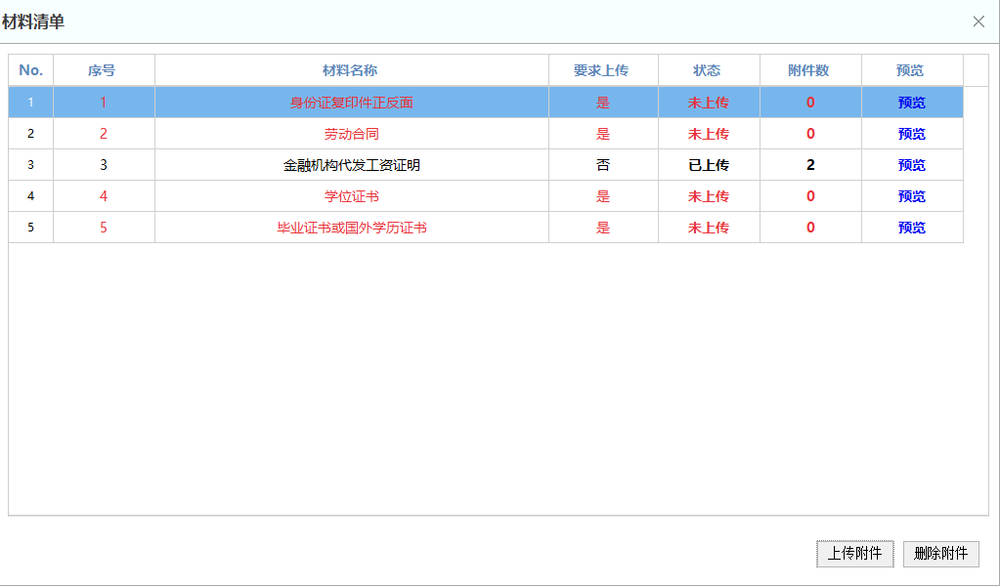 材料清单
No. 序号 材料名称 要求上传 状态 附件数 预览
1 1 身份证复印件正反面 是 未上传 0 预览
2 2 劳动合同 是 未上传 0 预览
3 3 金融机构代发工资证明 否 已上传 2 预览
4 4 学位证书 是 未上传 0 预览
5 5 毕业证书或国外学历证书 是 未上传 0 预览
上传附件 删除附件